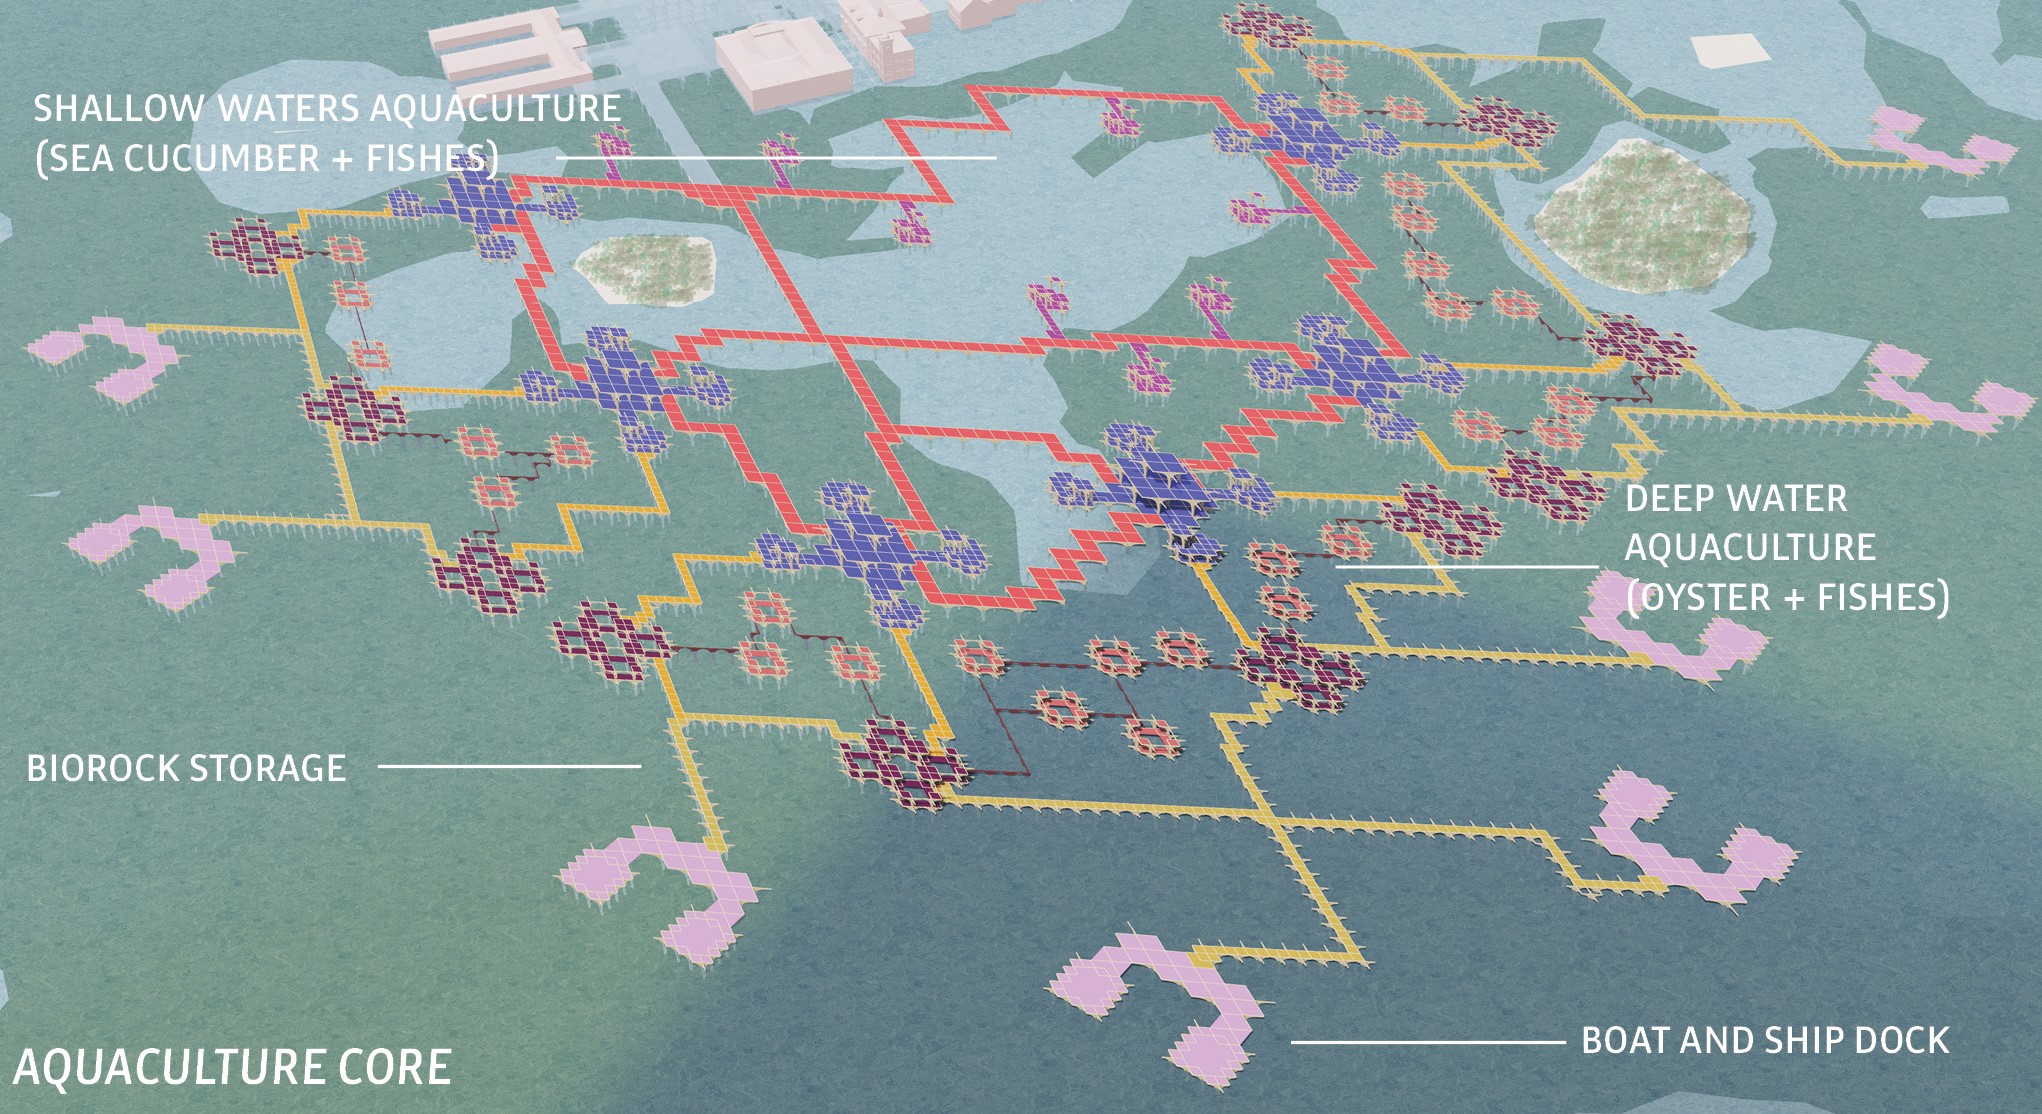 SHALLOW WATERS AQUACULTURE
(SEA CUCUMBER + FISHES)
DEEP WATER
AQUACULTURE
(OYSTER + FISHES)
BIOROCK STORAGE
BOAT AND SHIP DOCK
AQUACULTURE CORE